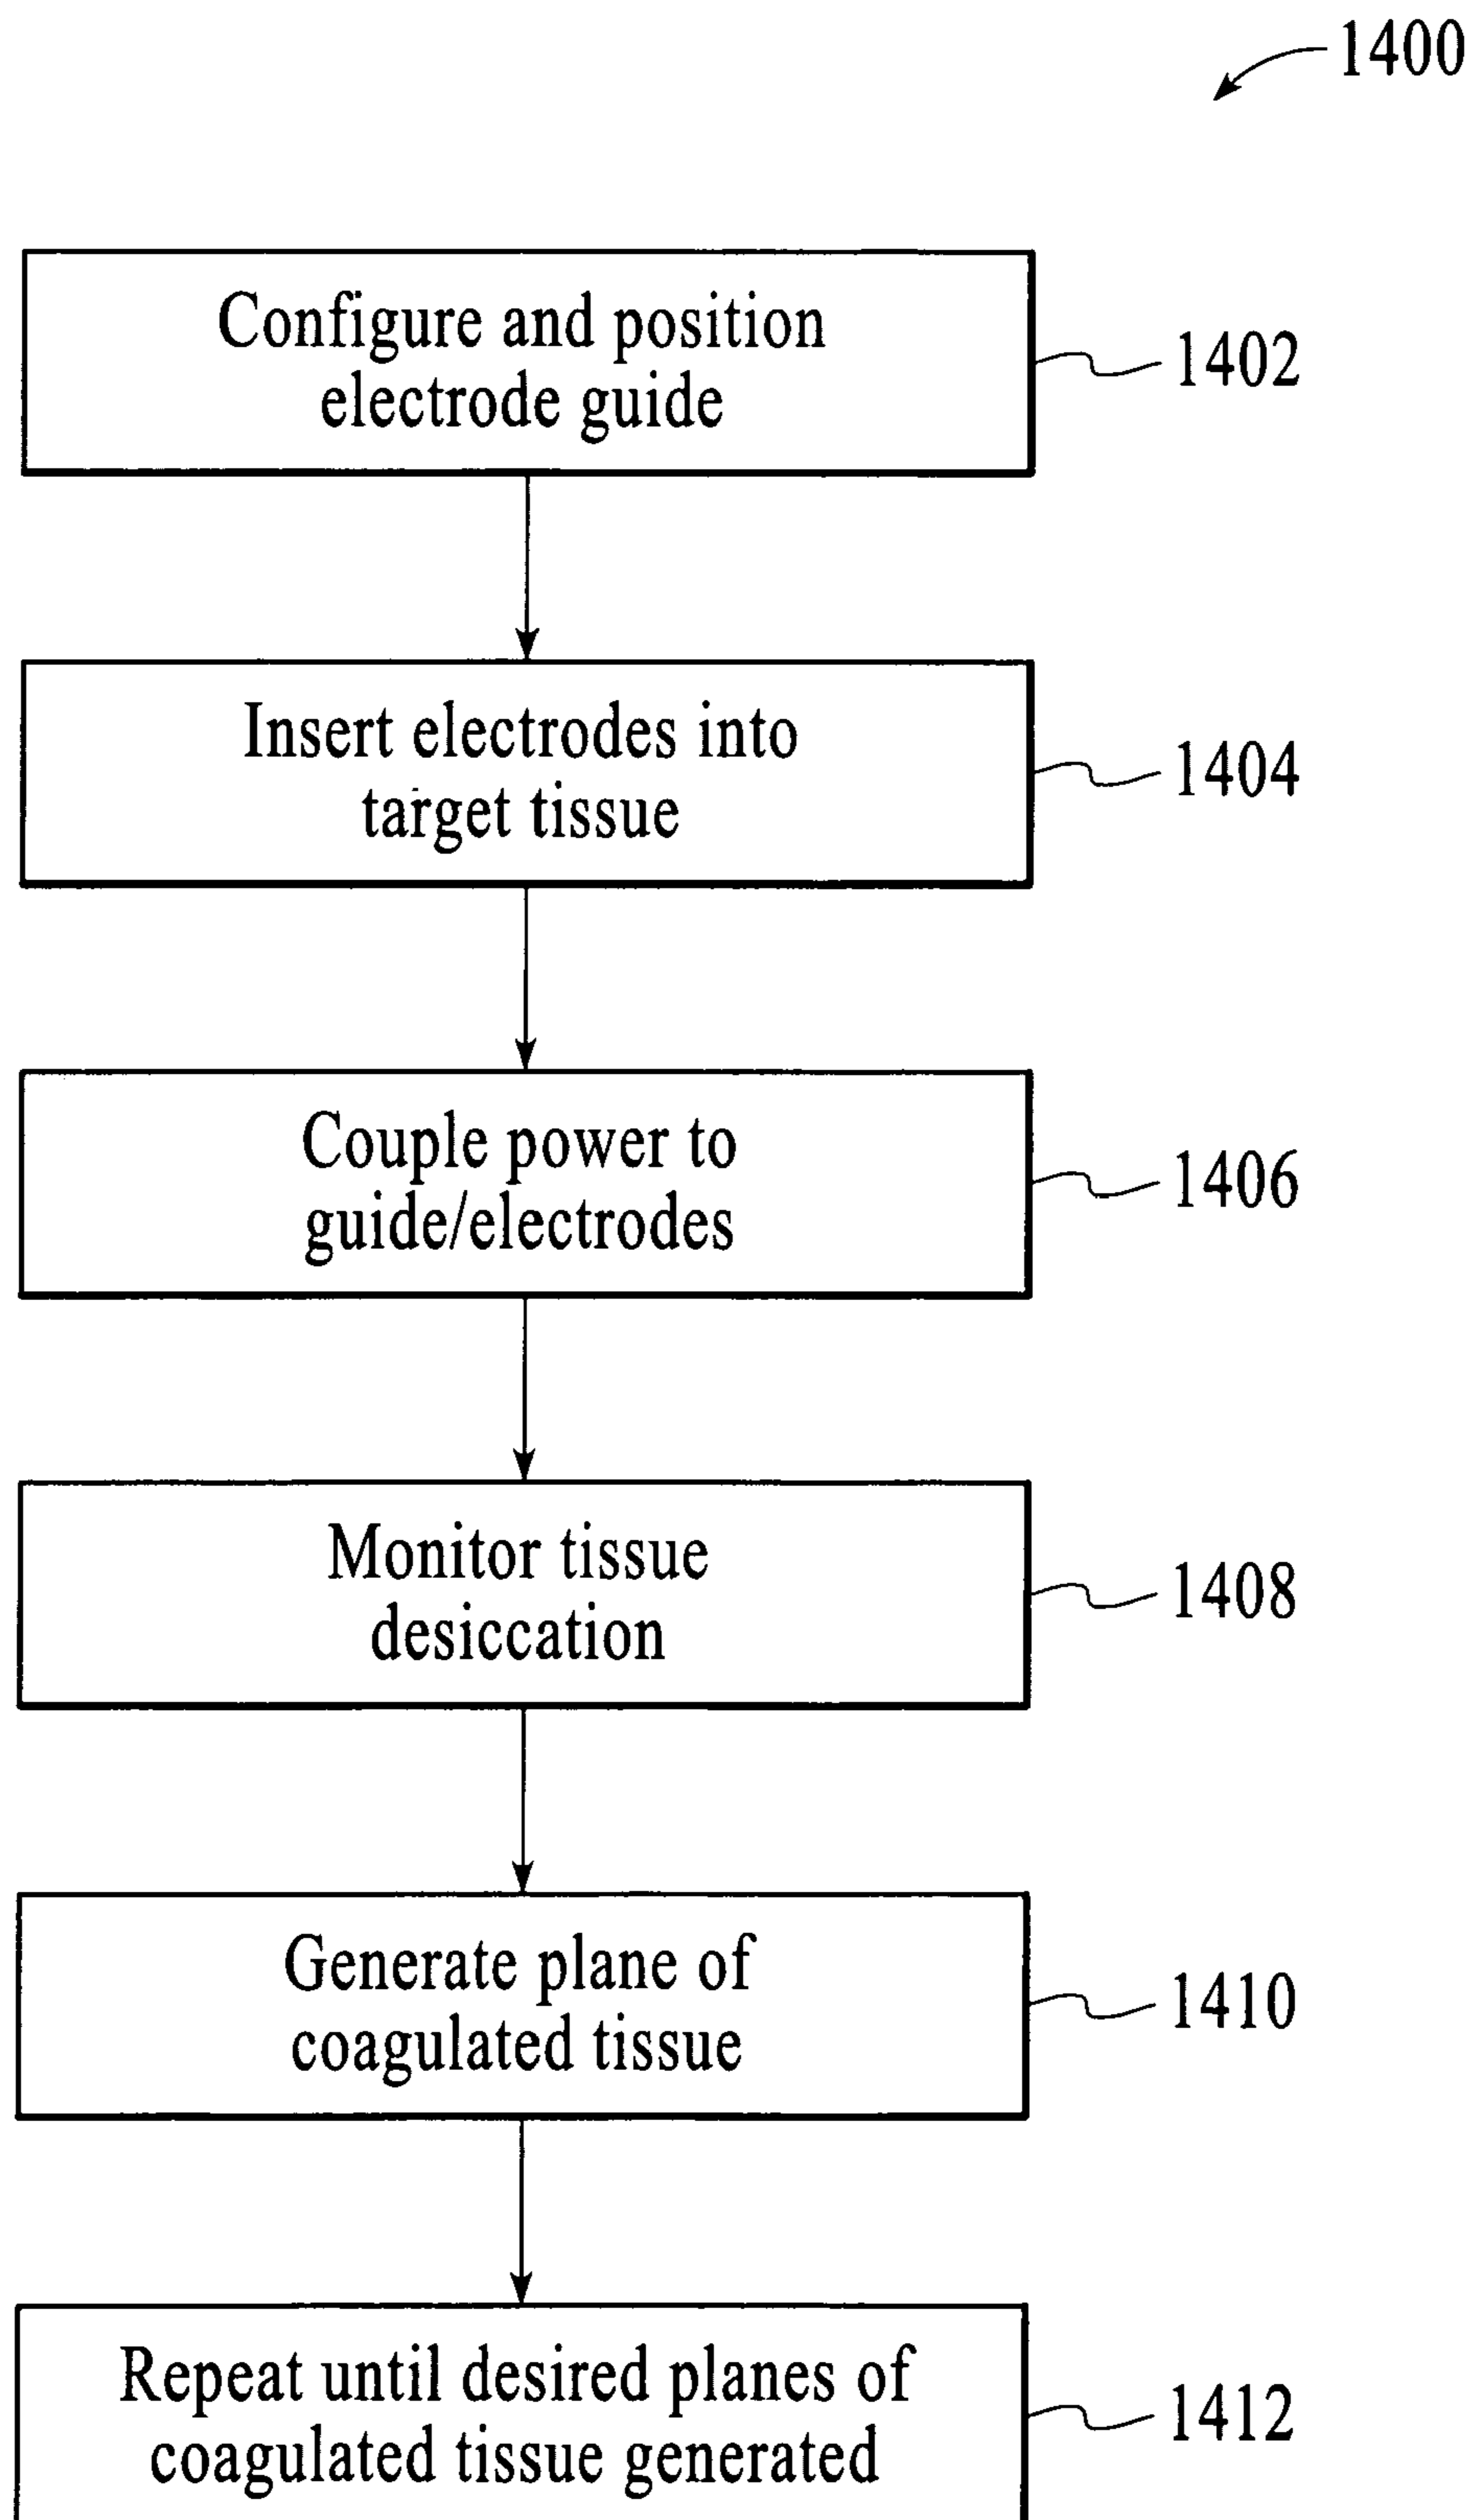 1400
Configure and position
electrode guide
1402
Insert electrodes into
target tissue
1404
Couple power to
guide/electrodes
1406
Monitor tissue
desiccation
1408
Generate plane of
coagulated tissue
1410
Repeat until desired planes of
coagulated tissue generated
1412